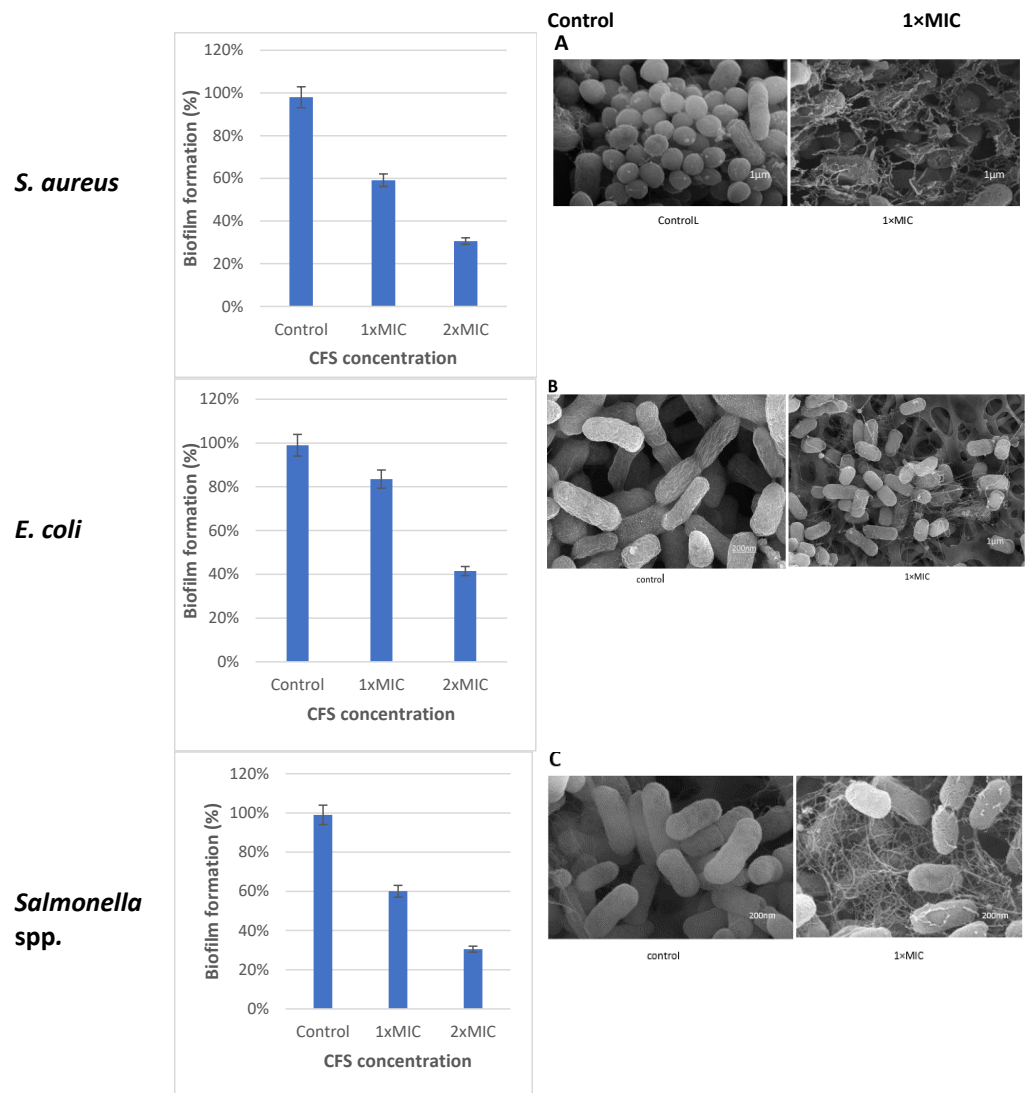 Control 1×MIC
A
S. aureus
Biofilm formation (%)
120%
100%
80%
60%
40%
20%
0%
Control 1xMIC 2xMIC
CFS concentration
1µm 1µm
ControlL 1×MIC
B
E. coli
Biofilm formation (%)
120%
100%
80%
60%
40%
20%
0%
Control 1xMIC 2xMIC
CFS concentration
200nm 1µm
control 1×MIC
C
Salmonella
spp.
Biofilm formation (%)
120%
100%
80%
60%
40%
20%
0%
Control 1xMIC 2xMIC
CFS concentration
200nm 200nm
control 1×MIC